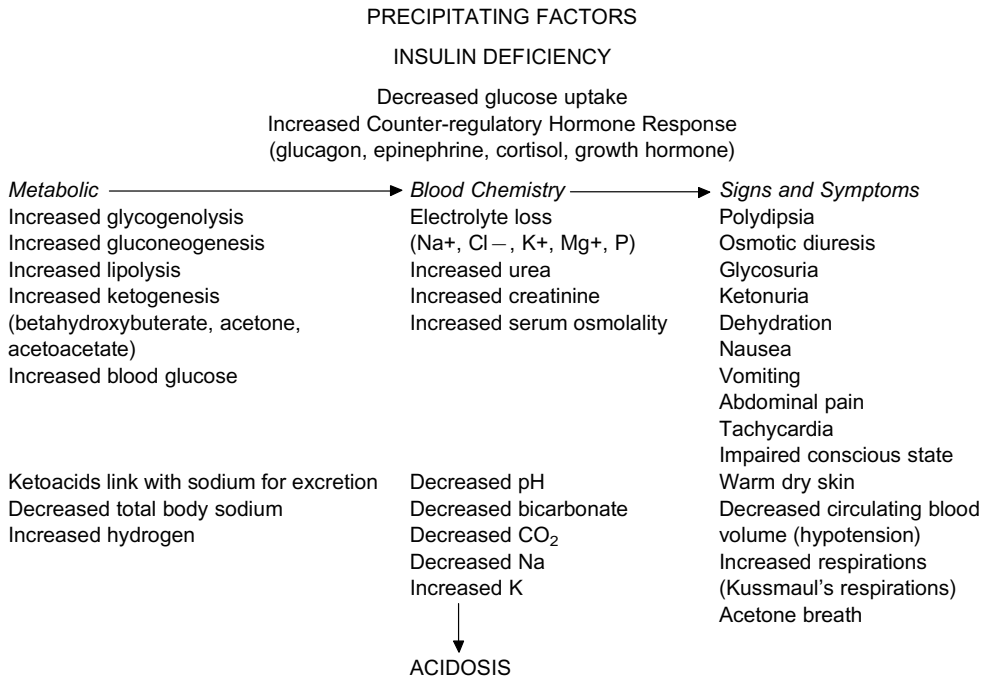 PRECIPITATING FACTORS
INSULIN DEFICIENCY
Decreased glucose uptake
Increased Counter-regulatory Hormone Response
(glucagon, epinephrine, cortisol, growth hormone)
Metabolic
Increased glycogenolysis
Increased gluconeogenesis
Increased lipolysis
Increased ketogenesis
(betahydroxybuterate, acetone,
acetoacetate)
Increased blood glucose
Ketoacids link with sodium for excretion
Decreased total body sodium
Increased hydrogen
Blood Chemistry
Electrolyte loss
(Na+, Cl−, K+, Mg+, P)
Increased urea
Increased creatinine
Increased serum osmolality
Decreased pH
Decreased bicarbonate
Decreased CO₂
Decreased Na
Increased K
ACIDOSIS
Signs and Symptoms
Polydipsia
Osmotic diuresis
Glycosuria
Ketonuria
Dehydration
Nausea
Vomiting
Abdominal pain
Tachycardia
Impaired conscious state
Warm dry skin
Decreased circulating blood
volume (hypotension)
Increased respirations
(Kussmaul's respirations)
Acetone breath